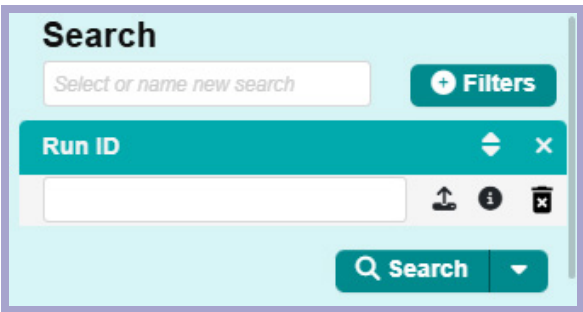 Search
Select or name new search
Filters
Run ID
Search